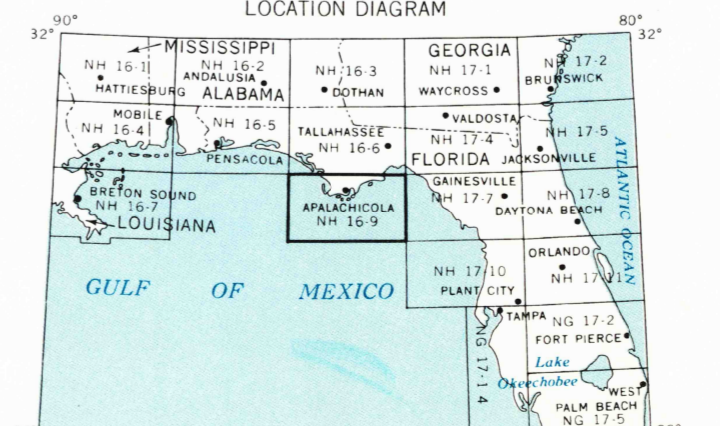 LOCATION DIAGRAM
90°
80°
32°
32°
MISSISSIPPI
NH 16-1
HATTIESBURG
NH 16-2
ANDALUSIA
ALABAMA
NH 16-3
DOTHAN
GEORGIA
NH 17-1
WAYCROSS
NH 17-2
BRUNSWICK
MOBILE
NH 16-4
NH 16-5
PENSACOLA
TALLAHASSEE
NH 16-6
VALDOSTA
NH 17-4
FLORIDA
NH 17-5
JACKSONVILLE
ATLANTIC OCEAN
BRETON SOUND
NH 16-7
LOUISIANA
APALACHICOLA
NH 16-9
GAINESVILLE
NH 17-7
NH 17-8
DAYTONA BEACH
GULF OF MEXICO
NH 17-10
PLANT CITY
ORLANDO
NH 17-11
TAMPA
NG 17-2
FORT PIERCE
NG 17-1 4
Lake
Okeechobee
WEST
PALM BEACH
NG 17-5